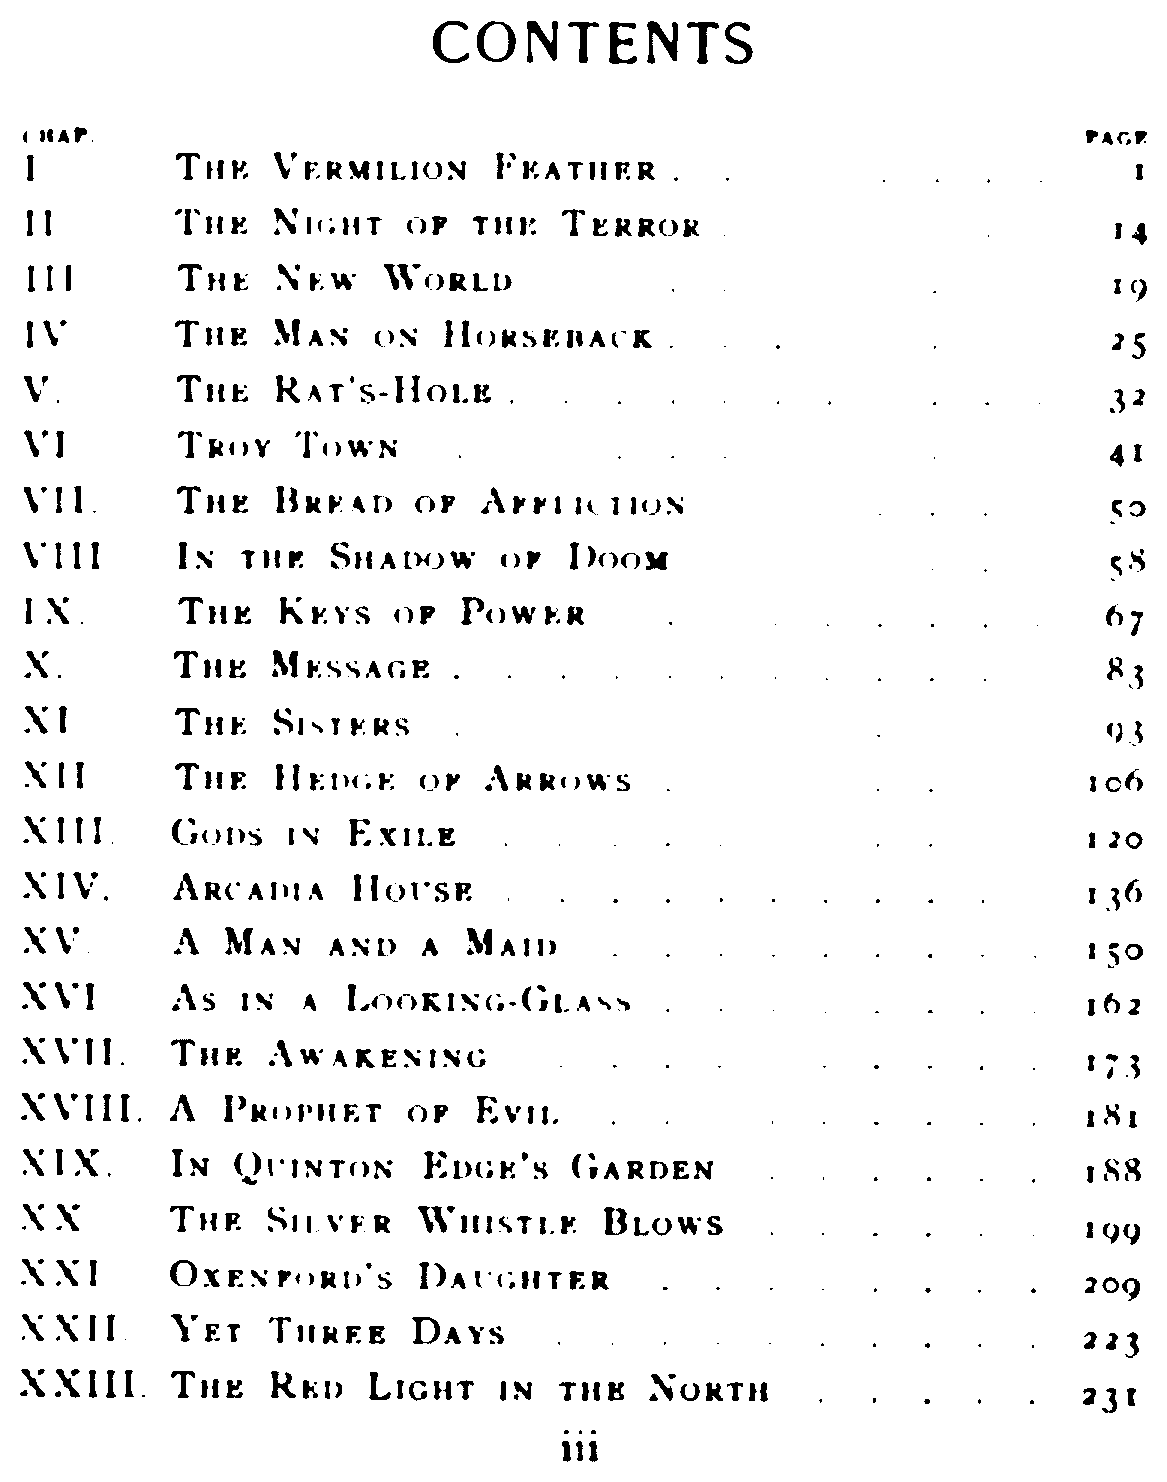 CONTENTS
CHAP. PAGE
I THE VERMILION FEATHER . . . . . . 1
II THE NIGHT OF THE TERROR . . 14
III THE NEW WORLD . . . 19
IV THE MAN ON HORSEBACK . . . 25
V. THE RAT'S-HOLE . . . . . . . . . . 32
VI TROY TOWN . . . . . 41
VII. THE BREAD OF AFFLICTION . . . 50
VIII IN THE SHADOW OF DOOM . . 58
IX. THE KEYS OF POWER . . . . . . . 67
X. THE MESSAGE . . . . . . . . . . . 83
XI THE SISTERS . . 93
XII THE HEDGE OF ARROWS . . . 106
XIII. GODS IN EXILE . . . . . . . 120
XIV. ARCADIA HOUSE . . . . . . . . . . 136
XV. A MAN AND A MAID . . . . . . . . . 150
XVI AS IN A LOOKING-GLASS . . . . . . . . 162
XVII. THE AWAKENING . . . . . . . . 173
XVIII. A PROPHET OF EVIL . . . . . . . . 181
XIX. IN QUINTON EDGE'S GARDEN . . . . . . 188
XX THE SILVER WHISTLE BLOWS . . . . . . 199
XXI OXENFORD'S DAUGHTER . . . . . . . . 209
XXII. YET THREE DAYS . . . . . . . . . 223
XXIII. THE RED LIGHT IN THE NORTH . . . . . 231
iii